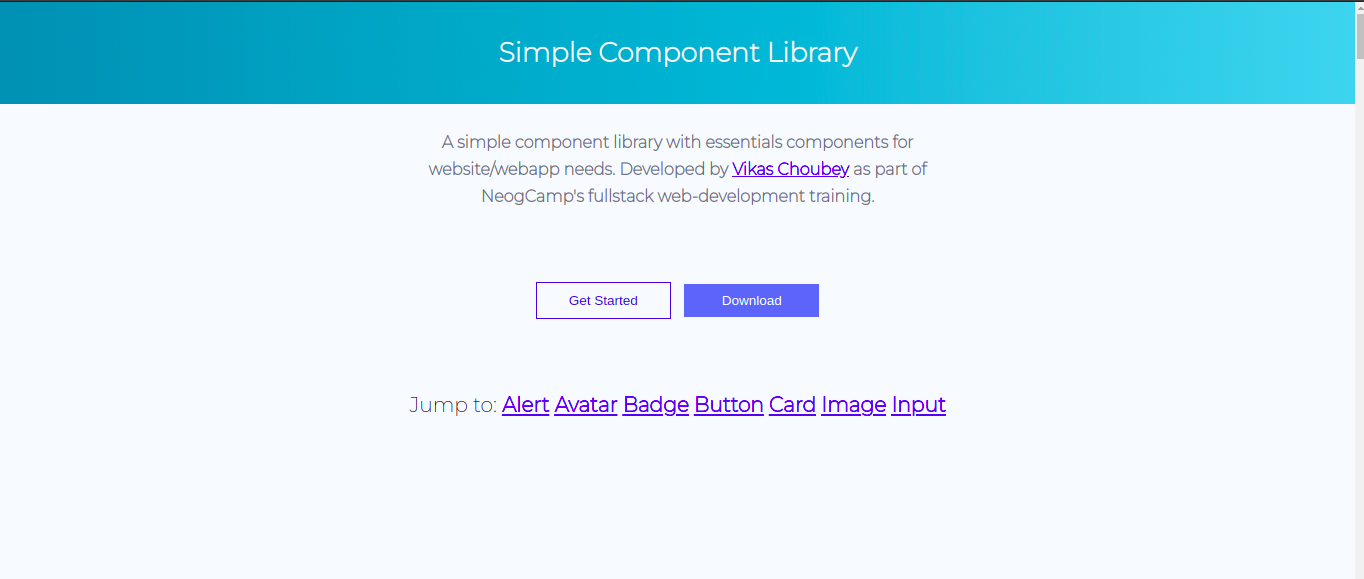 Simple Component Library
A simple component library with essentials components for
website/webapp needs. Developed by Vikas Choubey as part of
NeogCamp's fullstack web-development training.
Get Started
Download
Jump to: Alert Avatar Badge Button Card Image Input